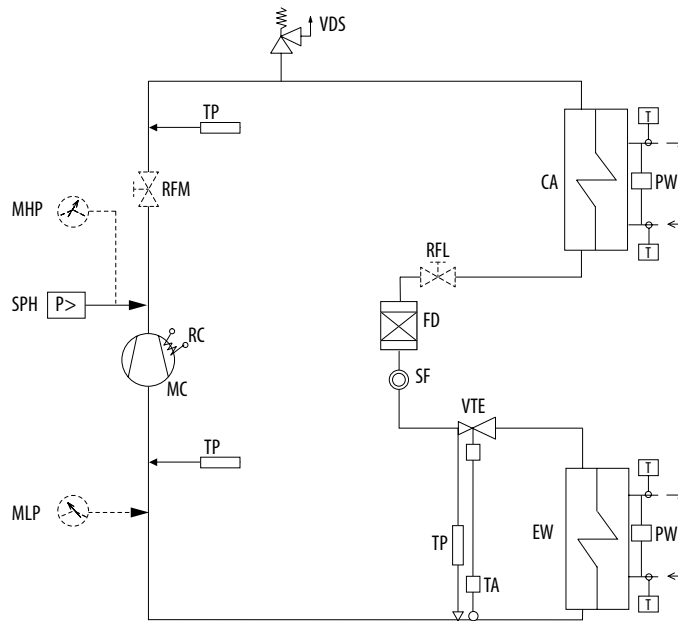 VDS
TP
T
RFM
CA
PW
MHP
RFL
T
SPH
P>
FD
RC
MC
SF
VTE
TP
T
MLP
TP
EW
PW
TA
T